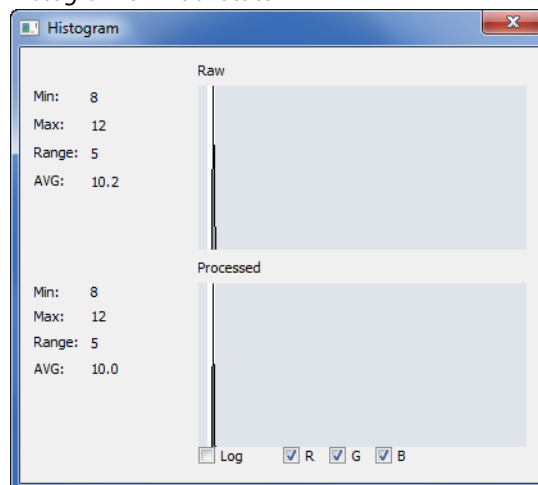 Histogram
Raw
Min: 8
Max: 12
Range: 5
AVG: 10.2
Processed
Min: 8
Max: 12
Range: 5
AVG: 10.0
Log R G B